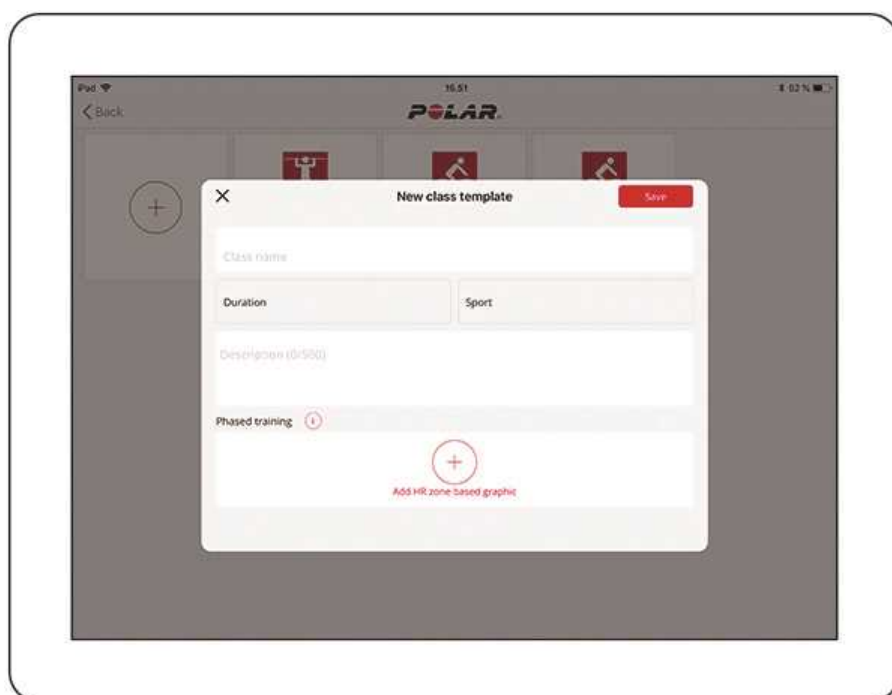 iPad 16.51 92 %
Back POLAR
New class template Save
Class name
Duration Sport
Description (0/500)
Phased training i
Add HR zone based graphic